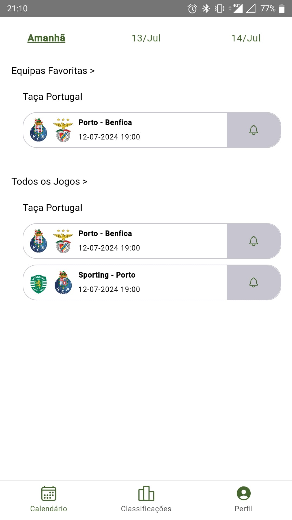 21:10
77%
Amanhã 13/Jul 14/Jul
Equipas Favoritas >
Taça Portugal
Porto - Benfica
12-07-2024 19:00
Todos os Jogos >
Taça Portugal
Porto - Benfica
12-07-2024 19:00
Sporting - Porto
12-07-2024 19:00
Calendário Classificações Perfil